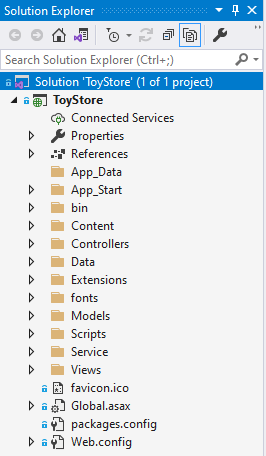 Solution Explorer
Search Solution Explorer (Ctrl+;)
Solution 'ToyStore' (1 of 1 project)
ToyStore
Connected Services
Properties
References
App_Data
App_Start
bin
Content
Controllers
Data
Extensions
fonts
Models
Scripts
Service
Views
favicon.ico
Global.asax
packages.config
Web.config